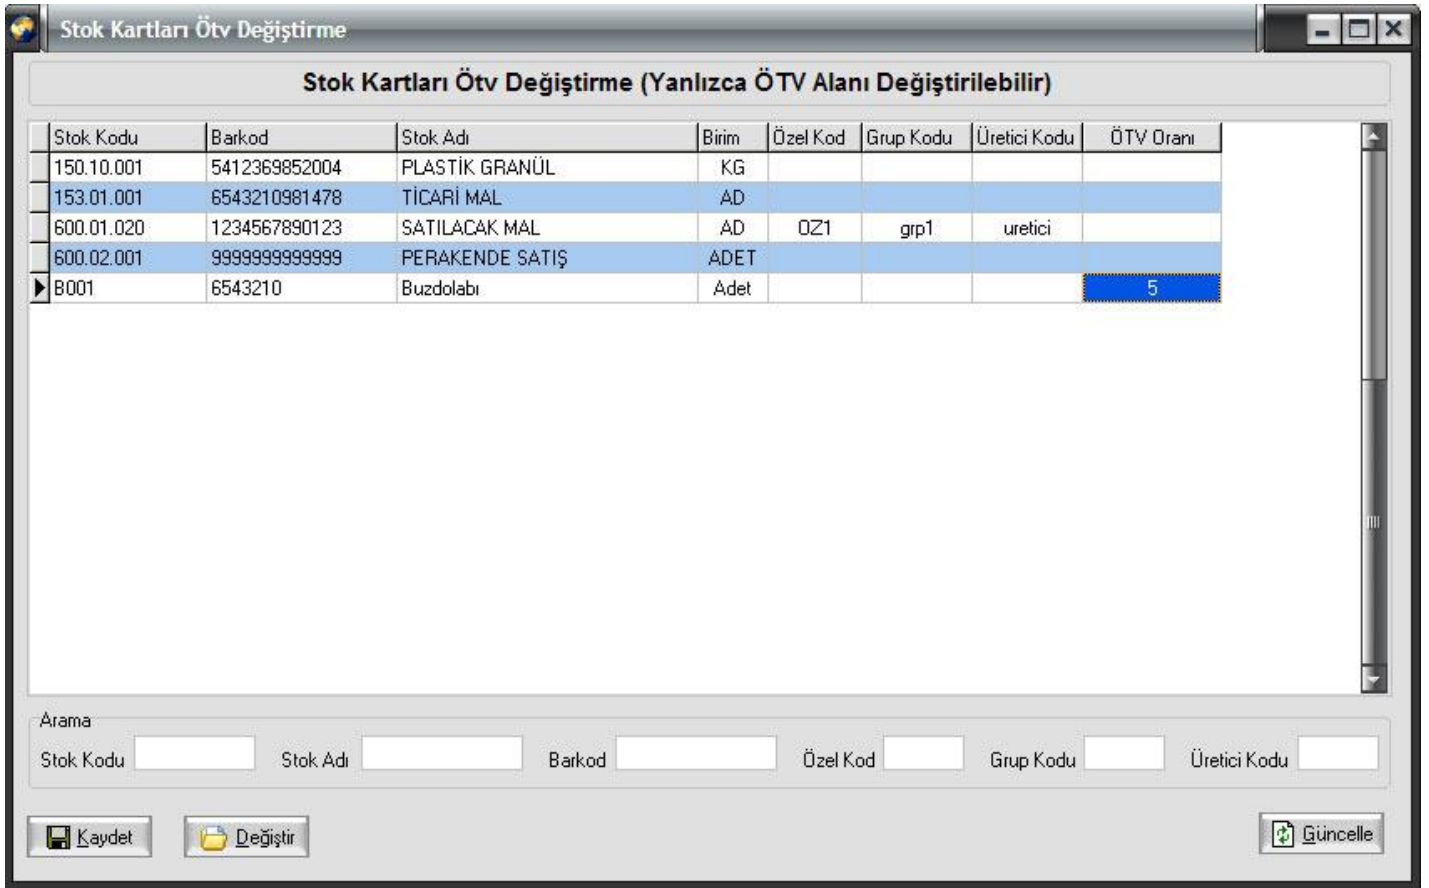 Stok Kartları Ötv Değiştirme
Stok Kartları Ötv Değiştirme (Yanlızca ÖTV Alanı Değiştirilebilir)
Stok Kodu Barkod Stok Adı Birim Özel Kod Grup Kodu Üretici Kodu ÖTV Oranı
150.10.001 5412369852004 PLASTİK GRANÜL KG
153.01.001 6543210981478 TİCARİ MAL AD
600.01.020 1234567890123 SATILACAK MAL AD OZ1 grp1 uretici
600.02.001 9999999999999 PERAKENDE SATIŞ ADET
B001 6543210 Buzdolabı Adet 5
Arama
Stok Kodu Stok Adı Barkod Özel Kod Grup Kodu Üretici Kodu
Kaydet Değiştir Güncelle